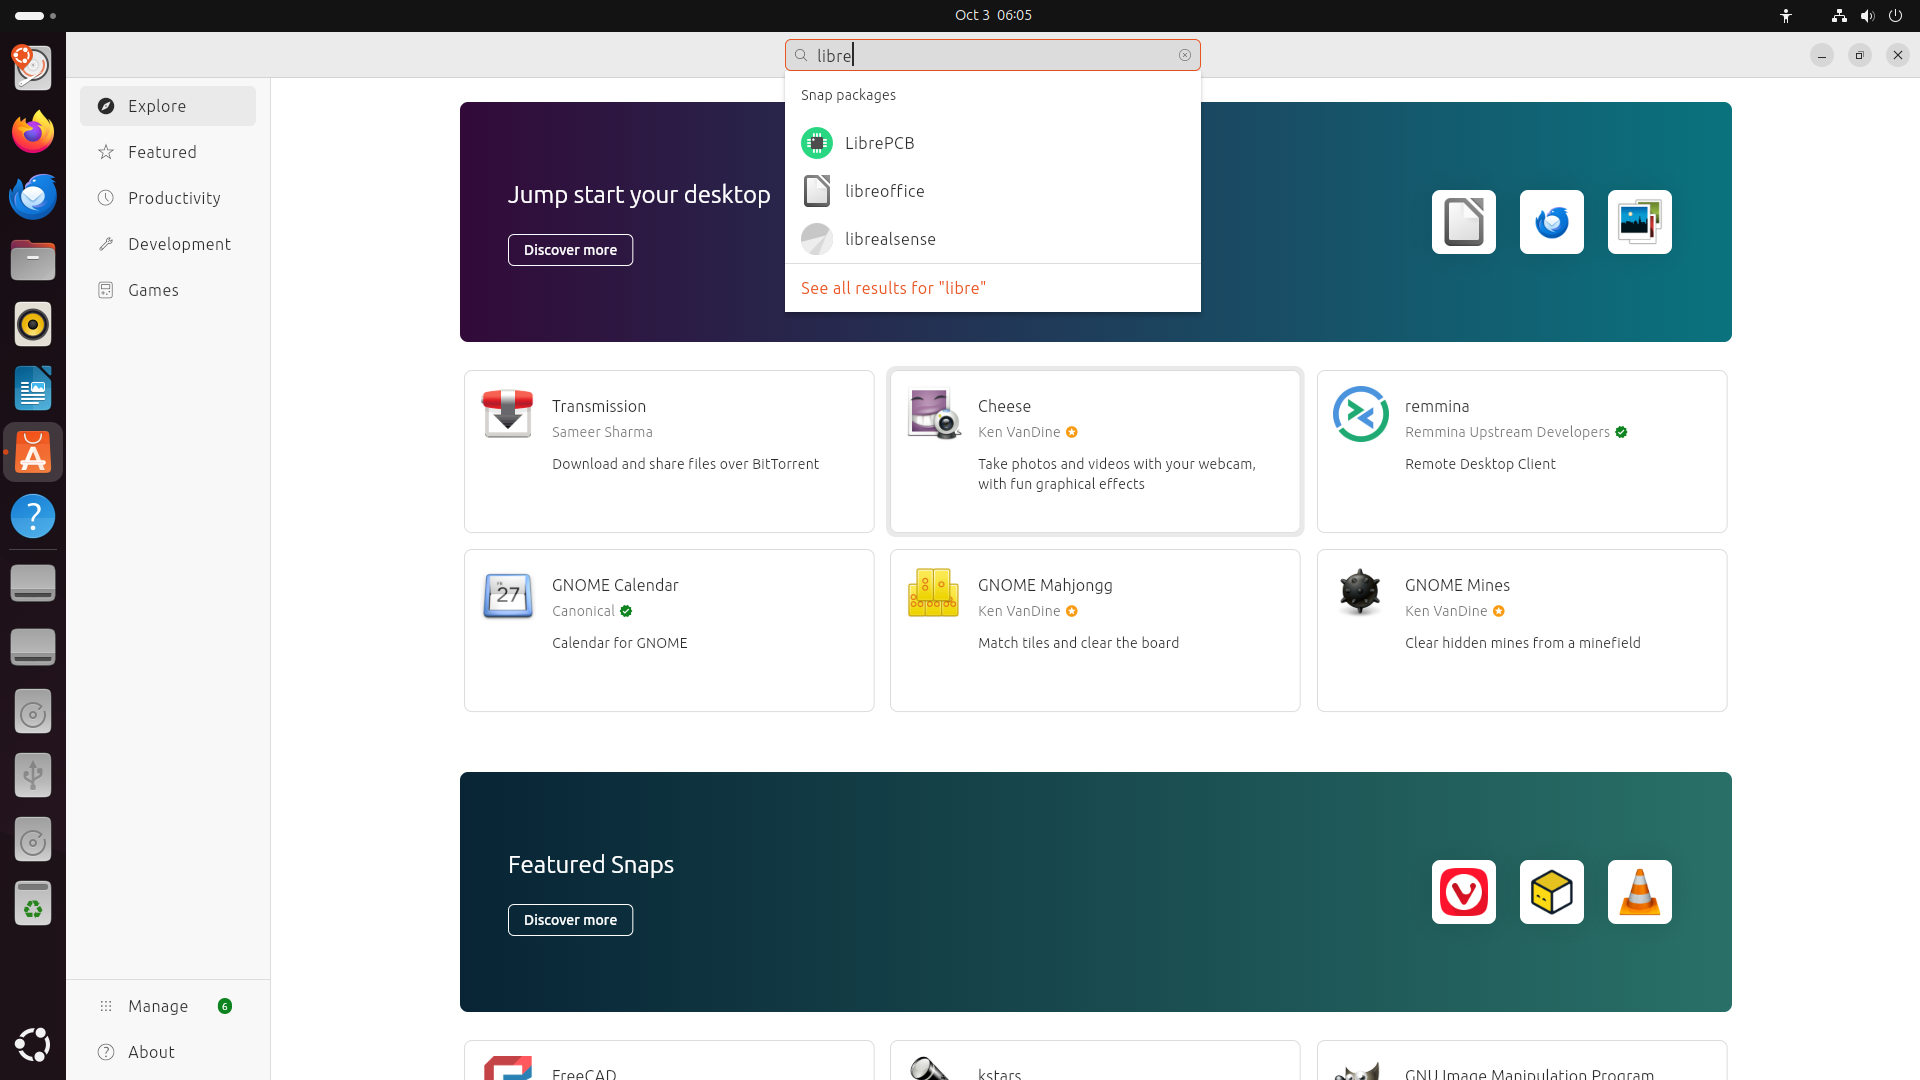 Oct 3 06:05
libre
Snap packages
LibrePCB
libreoffice
librealsense
See all results for "libre"
Explore
Featured
Productivity
Development
Games
Jump start your desktop
Discover more
Transmission
Sameer Sharma
Download and share files over BitTorrent
Cheese
Ken VanDine
Take photos and videos with your webcam,
with fun graphical effects
remmina
Remmina Upstream Developers
Remote Desktop Client
GNOME Calendar
Canonical
Calendar for GNOME
GNOME Mahjongg
Ken VanDine
Match tiles and clear the board
GNOME Mines
Ken VanDine
Clear hidden mines from a minefield
Featured Snaps
Discover more
FreeCAD
kstars
GNU Image Manipulation Program
Manage 6
About
27